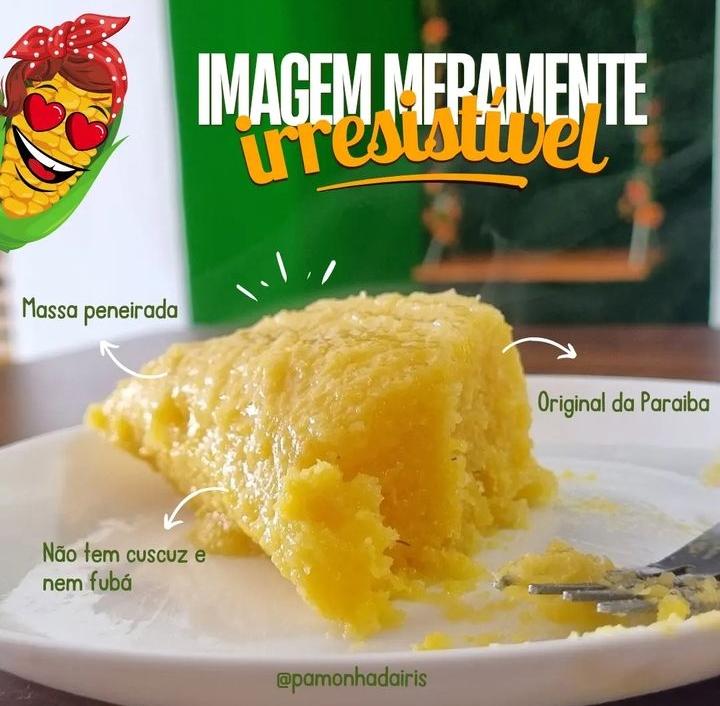 IMAGEM MERAMENTE
irresistível
Massa peneirada
Original da Paraiba
Não tem cuscuz e
nem fubá
@pamonhadairis